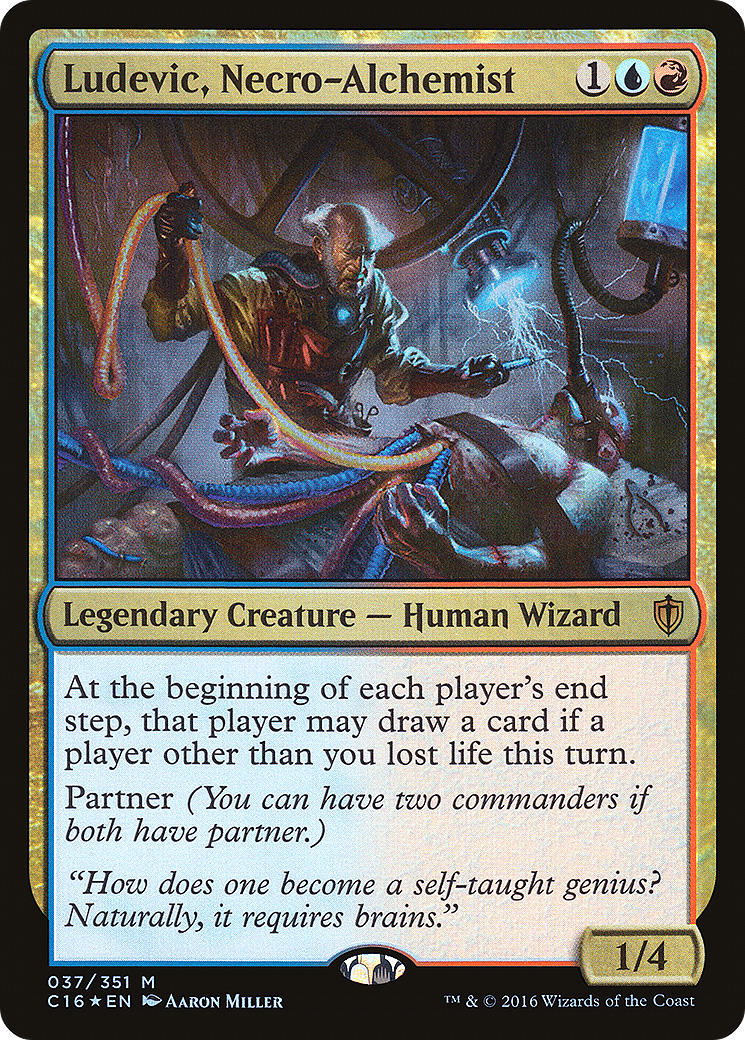 Ludevic, Necro-Alchemist 1
Legendary Creature — Human Wizard
At the beginning of each player's end
step, that player may draw a card if a
player other than you lost life this turn.
Partner (You can have two commanders if
both have partner.)
"How does one become a self-taught genius?
Naturally, it requires brains."
1/4
037/351 M
C16★EN Aaron Miller
™ & © 2016 Wizards of the Coast